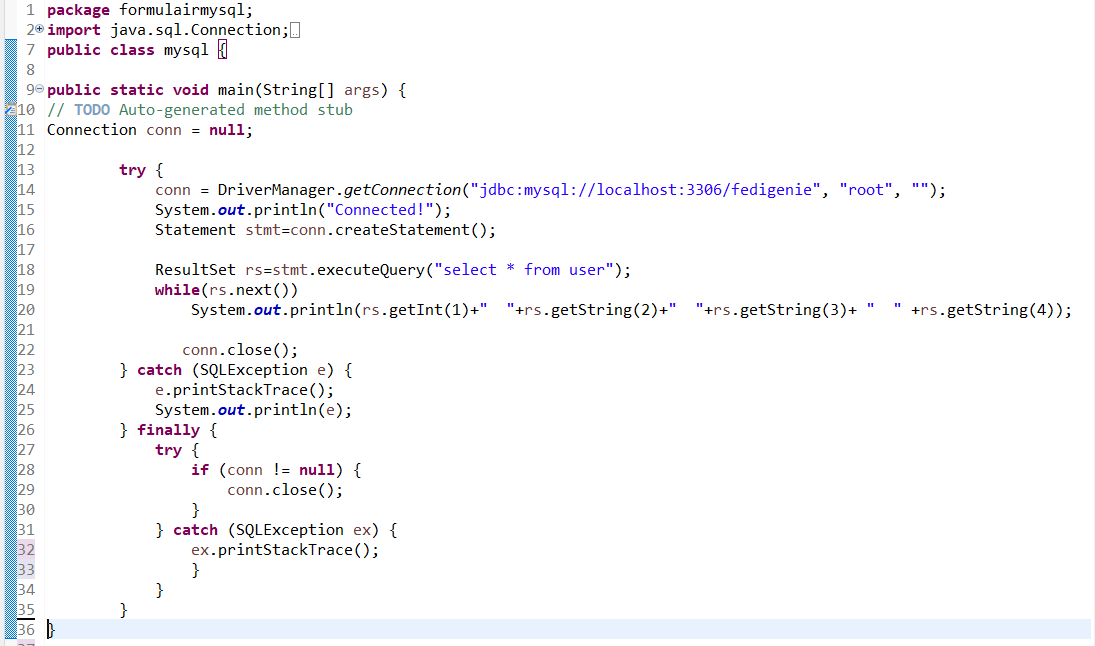 1 package formulairmysql;
2 import java.sql.Connection;
7 public class mysql {
8
9 public static void main(String[] args) {
10 // TODO Auto-generated method stub
11 Connection conn = null;
12
13 try {
14 conn = DriverManager.getConnection("jdbc:mysql://localhost:3306/fedigenie", "root", "");
15 System.out.println("Connected!");
16 Statement stmt=conn.createStatement();
17
18 ResultSet rs=stmt.executeQuery("select * from user");
19 while(rs.next())
20 System.out.println(rs.getInt(1)+"  "+rs.getString(2)+"  "+rs.getString(3)+ "  " +rs.getString(4));
21
22 conn.close();
23 } catch (SQLException e) {
24 e.printStackTrace();
25 System.out.println(e);
26 } finally {
27 try {
28 if (conn != null) {
29 conn.close();
30 }
31 } catch (SQLException ex) {
32 ex.printStackTrace();
33 }
34 }
35 }
36 }